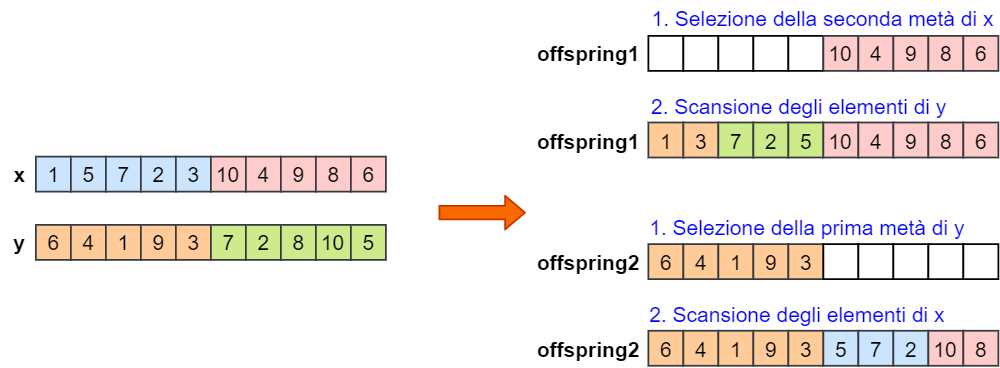 x 1 5 7 2 3 10 4 9 8 6
y 6 4 1 9 3 7 2 8 10 5
1. Selezione della seconda metà di x
offspring1 10 4 9 8 6
2. Scansione degli elementi di y
offspring1 1 3 7 2 5 10 4 9 8 6
1. Selezione della prima metà di y
offspring2 6 4 1 9 3
2. Scansione degli elementi di x
offspring2 6 4 1 9 3 5 7 2 10 8